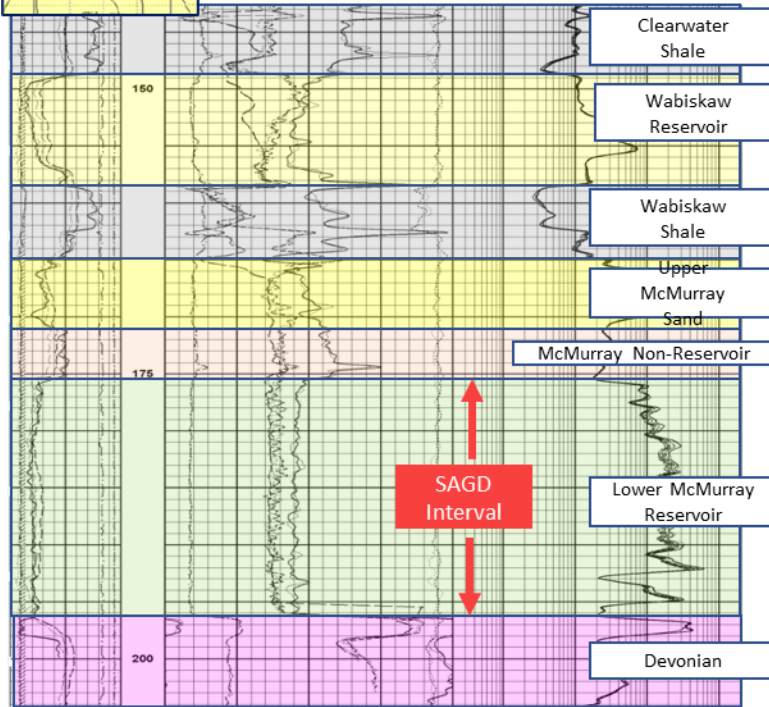 Clearwater
Shale
150
Wabiskaw
Reservoir
Wabiskaw
Shale
Upper
McMurray
Sand
McMurray Non-Reservoir
175
SAGD
Interval
Lower McMurray
Reservoir
200
Devonian